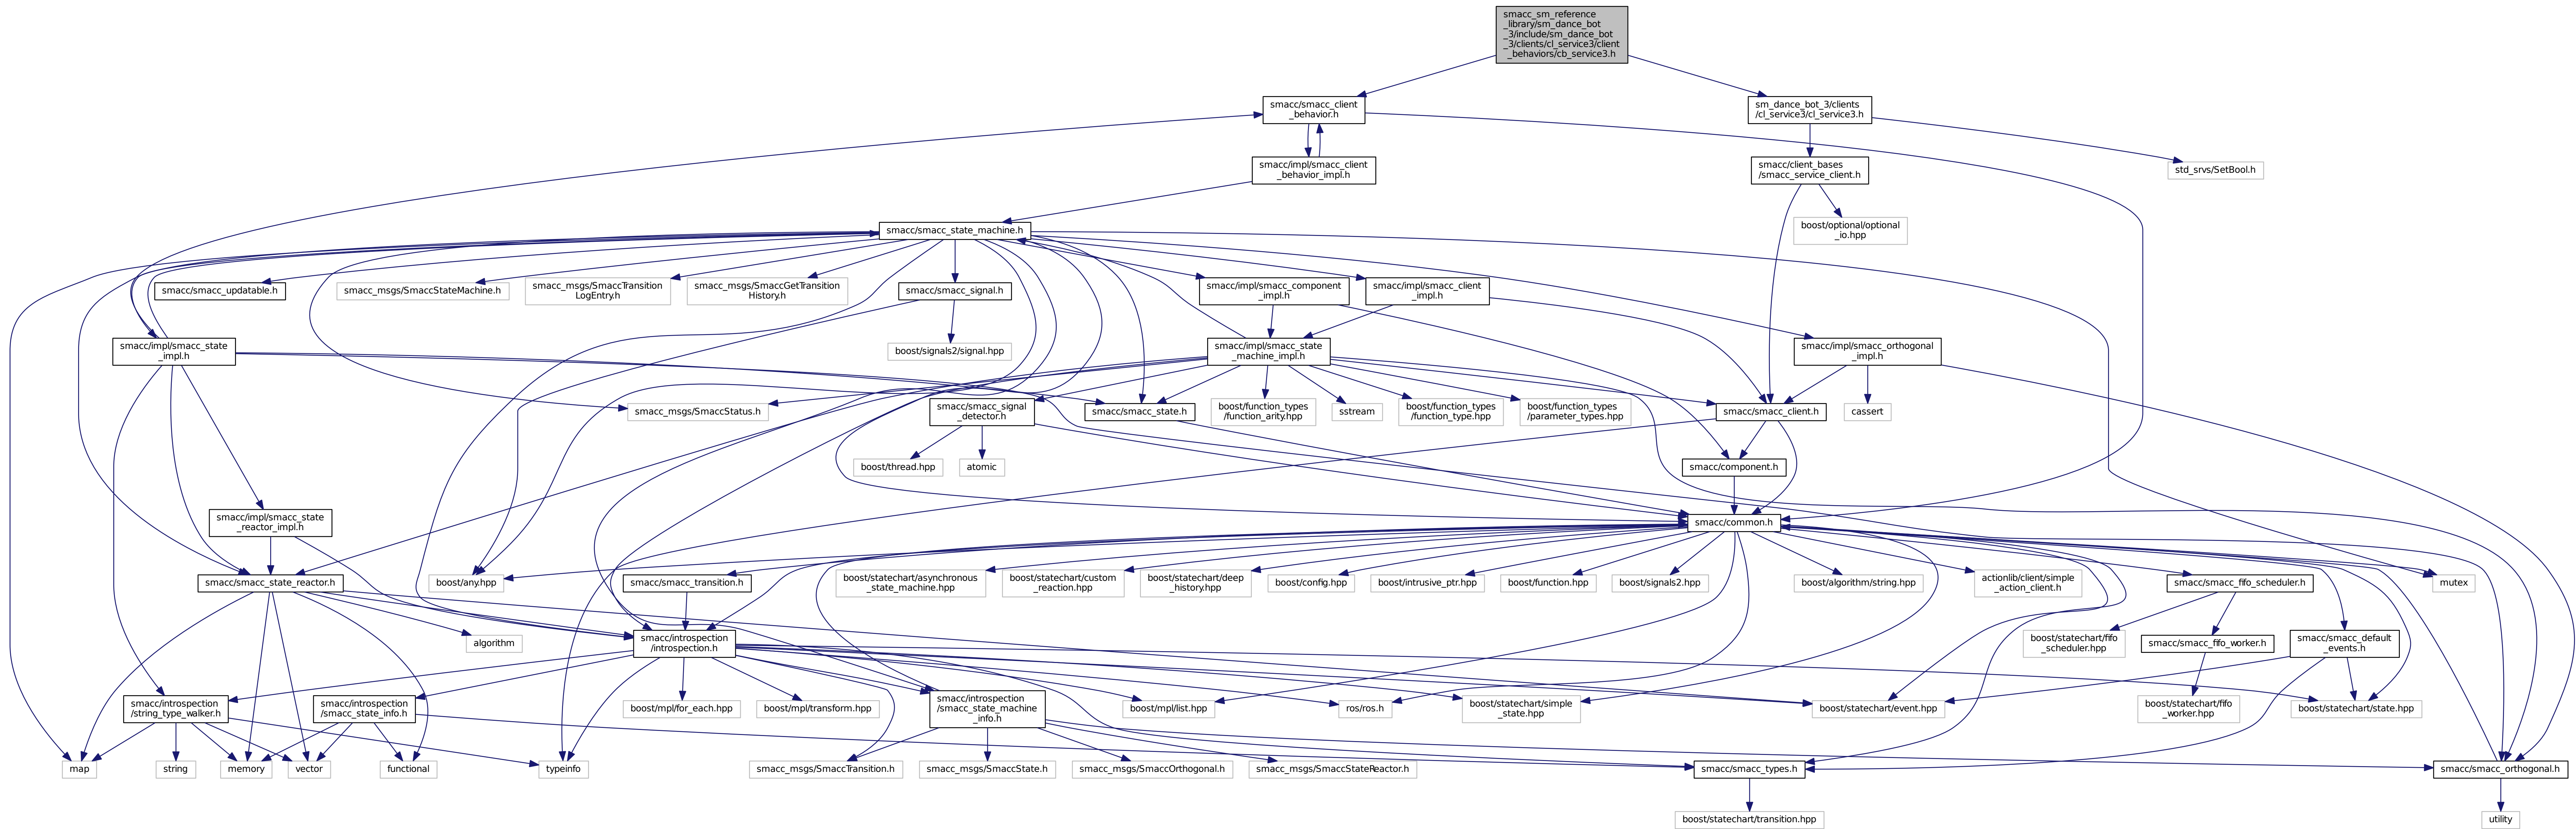 smacc_sm_reference
_library/sm_dance_bot
_3/include/sm_dance_bot
_3/clients/cl_service3/client
_behaviors/cb_service3.h
smacc/smacc_client
_behavior.h
sm_dance_bot_3/clients
/cl_service3/cl_service3.h
smacc/impl/smacc_client
_behavior_impl.h
smacc/client_bases
/smacc_service_client.h
std_srvs/SetBool.h
smacc/smacc_state_machine.h
boost/optional/optional
_io.hpp
smacc/smacc_updatable.h
smacc_msgs/SmaccStateMachine.h
smacc_msgs/SmaccTransition
LogEntry.h
smacc_msgs/SmaccGetTransition
History.h
smacc/smacc_signal.h
smacc/impl/smacc_component
_impl.h
smacc/impl/smacc_client
_impl.h
smacc/impl/smacc_state
_impl.h
boost/signals2/signal.hpp
smacc/impl/smacc_state
_machine_impl.h
smacc/impl/smacc_orthogonal
_impl.h
smacc_msgs/SmaccStatus.h
smacc/smacc_signal
_detector.h
smacc/smacc_state.h
boost/function_types
/function_arity.hpp
sstream
boost/function_types
/function_type.hpp
boost/function_types
/parameter_types.hpp
smacc/smacc_client.h
cassert
boost/thread.hpp
atomic
smacc/component.h
smacc/impl/smacc_state
_reactor_impl.h
smacc/common.h
smacc/smacc_state_reactor.h
boost/any.hpp
smacc/smacc_transition.h
boost/statechart/asynchronous
_state_machine.hpp
boost/statechart/custom
_reaction.hpp
boost/statechart/deep
_history.hpp
boost/config.hpp
boost/intrusive_ptr.hpp
boost/function.hpp
boost/signals2.hpp
boost/algorithm/string.hpp
actionlib/client/simple
_action_client.h
smacc/smacc_fifo_scheduler.h
mutex
algorithm
smacc/introspection
/introspection.h
boost/statechart/fifo
_scheduler.hpp
smacc/smacc_fifo_worker.h
smacc/smacc_default
_events.h
smacc/introspection
/string_type_walker.h
smacc/introspection
/smacc_state_info.h
boost/mpl/for_each.hpp
boost/mpl/transform.hpp
smacc/introspection
/smacc_state_machine
_info.h
boost/mpl/list.hpp
ros/ros.h
boost/statechart/simple
_state.hpp
boost/statechart/event.hpp
boost/statechart/fifo
_worker.hpp
boost/statechart/state.hpp
map
string
memory
vector
functional
typeinfo
smacc_msgs/SmaccTransition.h
smacc_msgs/SmaccState.h
smacc_msgs/SmaccOrthogonal.h
smacc_msgs/SmaccStateReactor.h
smacc/smacc_types.h
smacc/smacc_orthogonal.h
boost/statechart/transition.hpp
utility